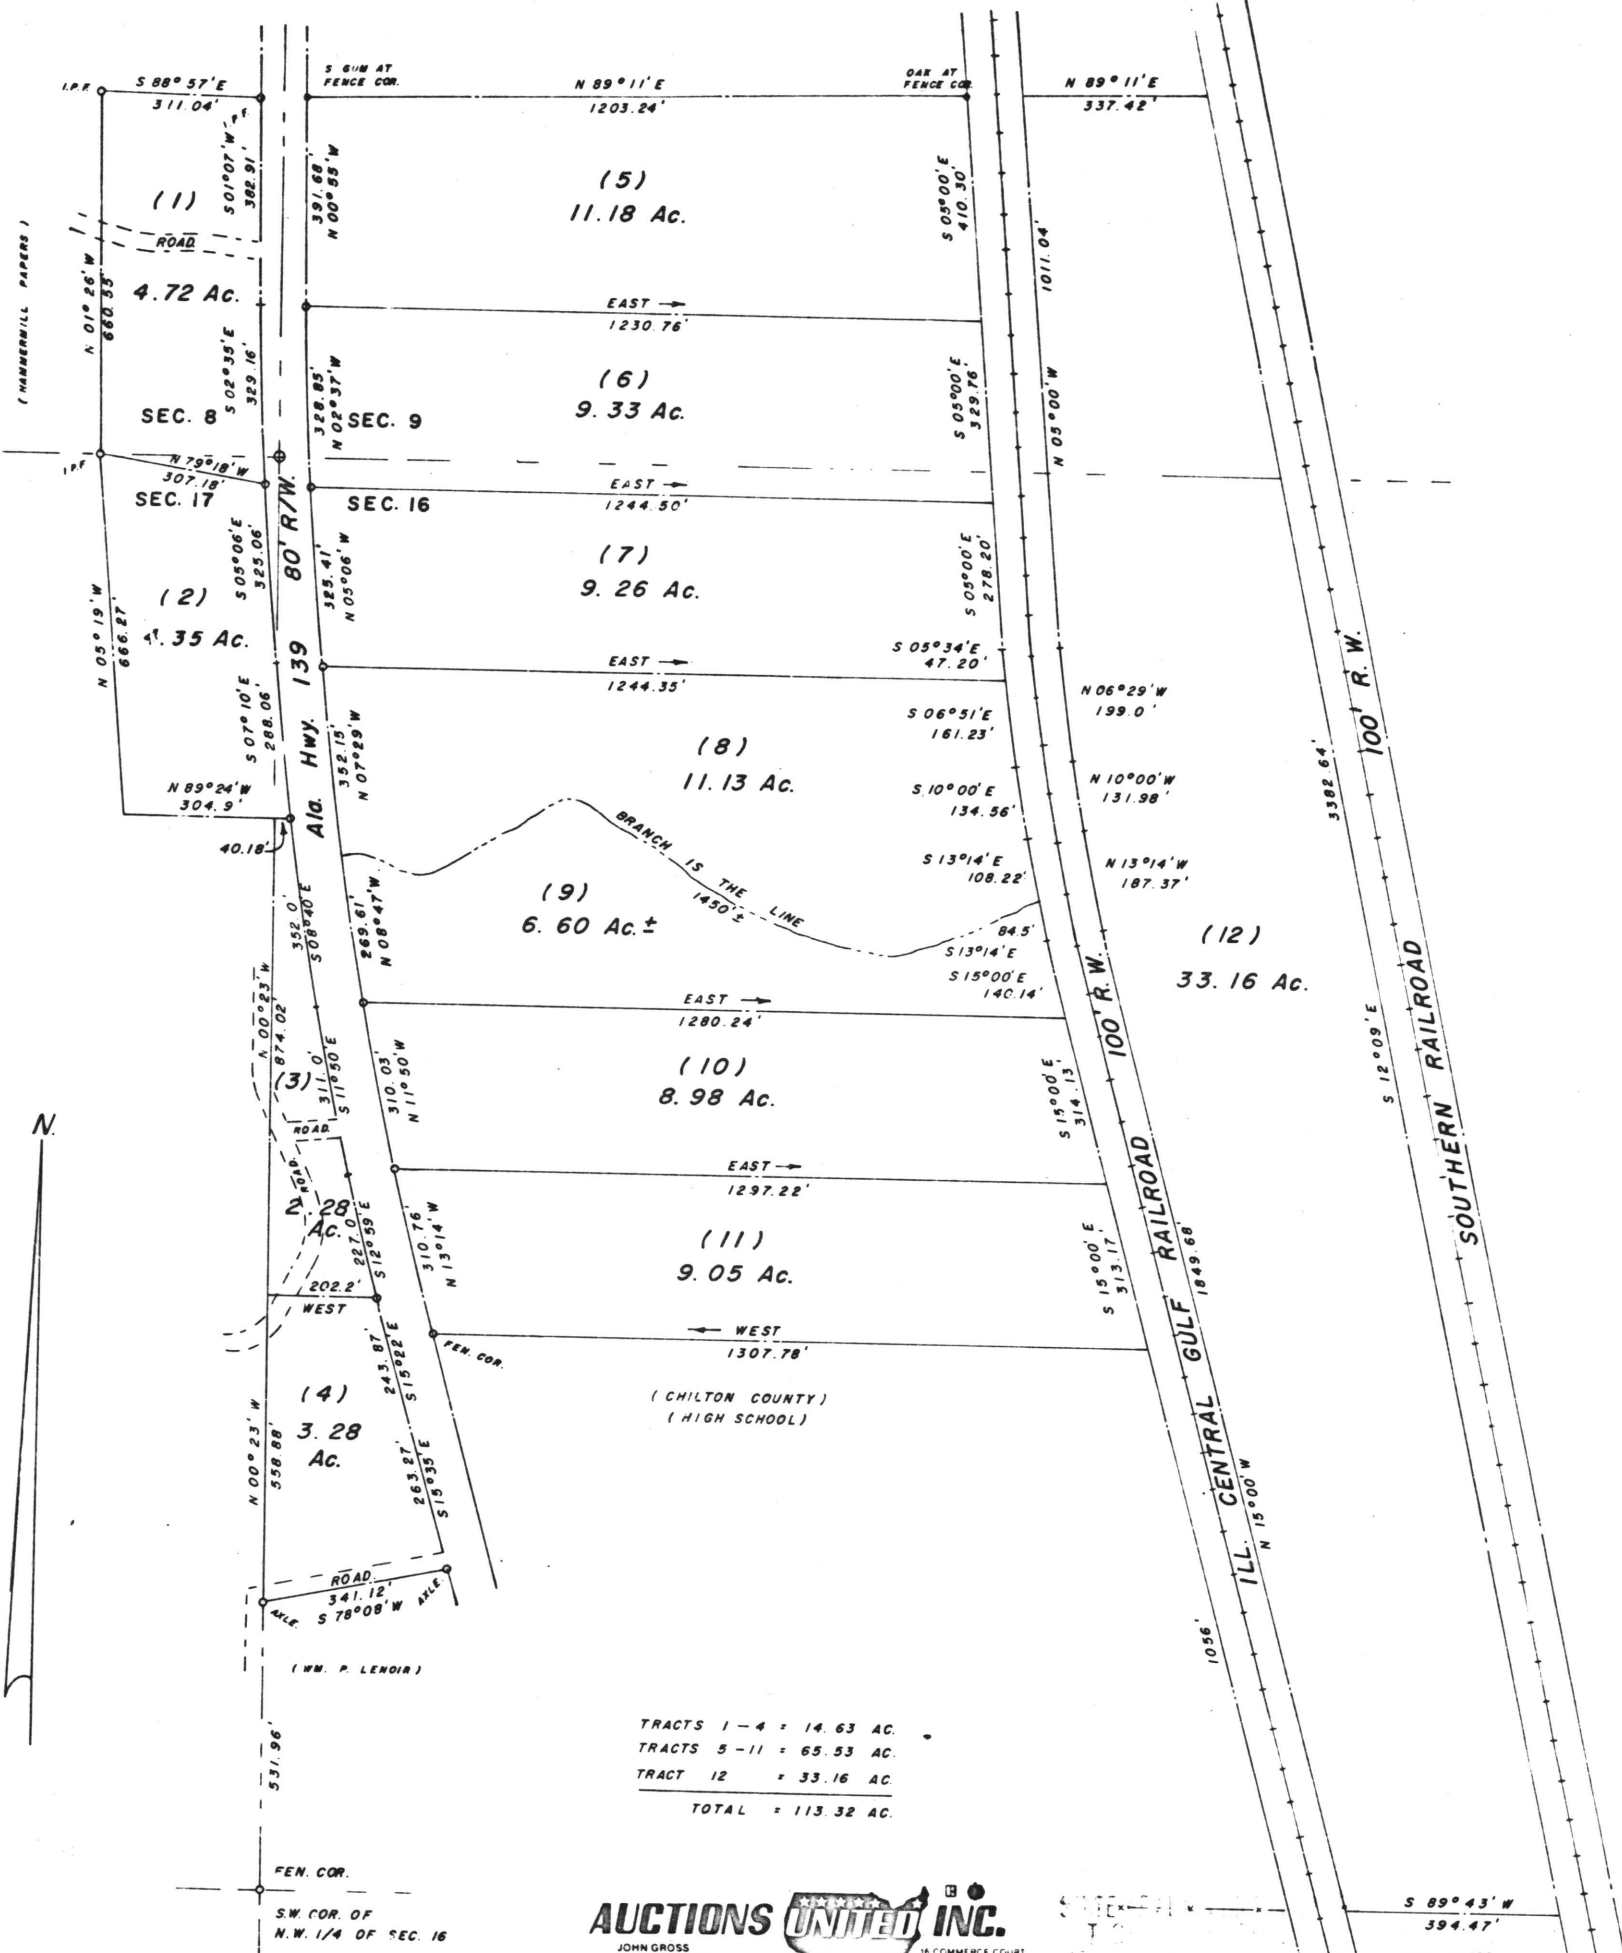 I.P.F.
S 88° 57' E
311.04'
I.P.F.
S 01°07' W
382.91'
(1)
ROAD
4.72 Ac.
N 01° 26' W
660.55'
(HAMMERMILL PAPERS)
S 02°35' E
329.16'
SEC. 8
I.P.F.
N 79°18' W
307.18'
SEC. 17
S 05°06' E
325.06'
(2)
4.35 Ac.
N 05° 19' W
666.27'
S 07° 10' E
288.06'
N 89°24' W
304.9'
40.18'
Ala. Hwy. 139 80' R/W.
S GUM AT
FENCE COR.
N 89°11' E
1203.24'
OAK AT
FENCE COR.
N 89°11' E
337.42'
391.68'
N 00°55' W
(5)
11.18 Ac.
S 05°00' E
410.30'
1011.04'
N 05°00' W
EAST
1230.76'
328.85'
N 02°37' W
(6)
9.33 Ac.
S 05°00' E
329.76'
SEC. 9
EAST
1244.50'
SEC. 16
325.41'
N 05°06' W
(7)
9.26 Ac.
S 05°00' E
278.20'
S 05°34' E
47.20'
EAST
1244.35'
352.15'
N 07°29' W
(8)
11.13 Ac.
S 06°51' E
161.23'
S 10°00' E
134.56'
S 13°14' E
108.22'
N 06°29' W
199.0'
N 10°00' W
131.98'
N 13°14' W
187.37'
BRANCH IS THE LINE
1450'±
(9)
6.60 Ac.±
269.61'
N 08°47' W
84.5'
S 13°14' E
S 15°00' E
140.14'
(12)
33.16 Ac.
3382.64'
S 12°09' E
100' R.W.
SOUTHERN RAILROAD
352.0'
S 08°40' E
N 00°23' W
874.02'
(3)
311.0'
S 11°50' E
ROAD
ROAD
2.28
Ac.
227.0'
S 12°59' E
202.2'
WEST
EAST
1280.24'
310.03'
N 11°50' W
(10)
8.98 Ac.
S 15°00' E
314.13'
EAST
1297.22'
310.76'
N 13°14' W
(11)
9.05 Ac.
S 15°00' E
313.17'
WEST
1307.78'
FEN. COR.
(CHILTON COUNTY)
(HIGH SCHOOL)
100' R.W.
ILL. CENTRAL GULF RAILROAD
1849.68'
N 15°00' W
1056'
N.
243.87'
S 15°22' E
(4)
3.28
Ac.
N 00°23' W
558.88'
263.27'
S 15°35' E
ROAD
341.12'
S 78°08' W
AXLE
AXLE
(WM. P. LENOIR)
531.96'
TRACTS 1-4 = 14.63 AC.
TRACTS 5-11 = 65.53 AC.
TRACT 12 = 33.16 AC.
TOTAL = 113.32 AC.
FEN. COR.
S.W. COR. OF
N.W. 1/4 OF SEC. 16
AUCTIONS UNITED INC.
JOHN GROSS
16 COMMERCE COURT
S 89°43' W
394.47'